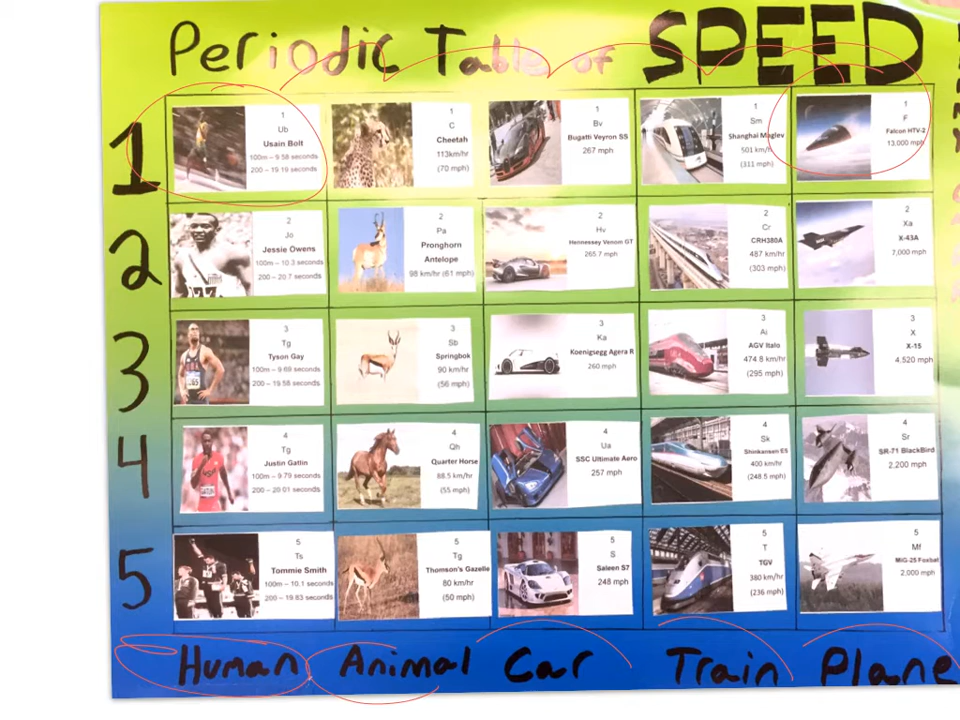 Periodic Table of SPEED
1
1
Ub
Usain Bolt
100m – 9.58 seconds
200 – 19.19 seconds
1
C
Cheetah
113km/hr
(70 mph)
1
Bv
Bugatti Veyron SS
267 mph
1
Sm
Shanghai Maglev
501 km/hr
(311 mph)
1
F
Falcon HTV-2
13,000 mph
2
2
Jo
Jessie Owens
100m – 10.3 seconds
200 – 20.7 seconds
2
Pa
Pronghorn
Antelope
98 km/hr (61 mph)
2
Hv
Hennessey Venom GT
265.7 mph
2
Cr
CRH380A
487 km/hr
(303 mph)
2
Xa
X-43A
7,000 mph
3
3
Tg
Tyson Gay
100m – 9.69 seconds
200 – 19.58 seconds
3
Sb
Springbok
90 km/hr
(56 mph)
3
Ka
Koenigsegg Agera R
260 mph
3
Ai
AGV Italo
474.8 km/hr
(295 mph)
3
X
X-15
4,520 mph
4
4
Tg
Justin Gatlin
100m – 9.79 seconds
200 – 20.01 seconds
4
Qh
Quarter Horse
88.5 km/hr
(55 mph)
4
Ua
SSC Ultimate Aero
257 mph
4
Sk
Shinkansen E5
400 km/hr
(248.5 mph)
4
Sr
SR-71 BlackBird
2,200 mph
5
5
Ts
Tommie Smith
100m – 10.1 seconds
200 – 19.83 seconds
5
Tg
Thomson's Gazelle
80 km/hr
(50 mph)
5
S
Saleen S7
248 mph
5
T
TGV
380 km/hr
(236 mph)
5
Mf
MiG-25 Foxbat
2,000 mph
Human Animal Car Train Plane